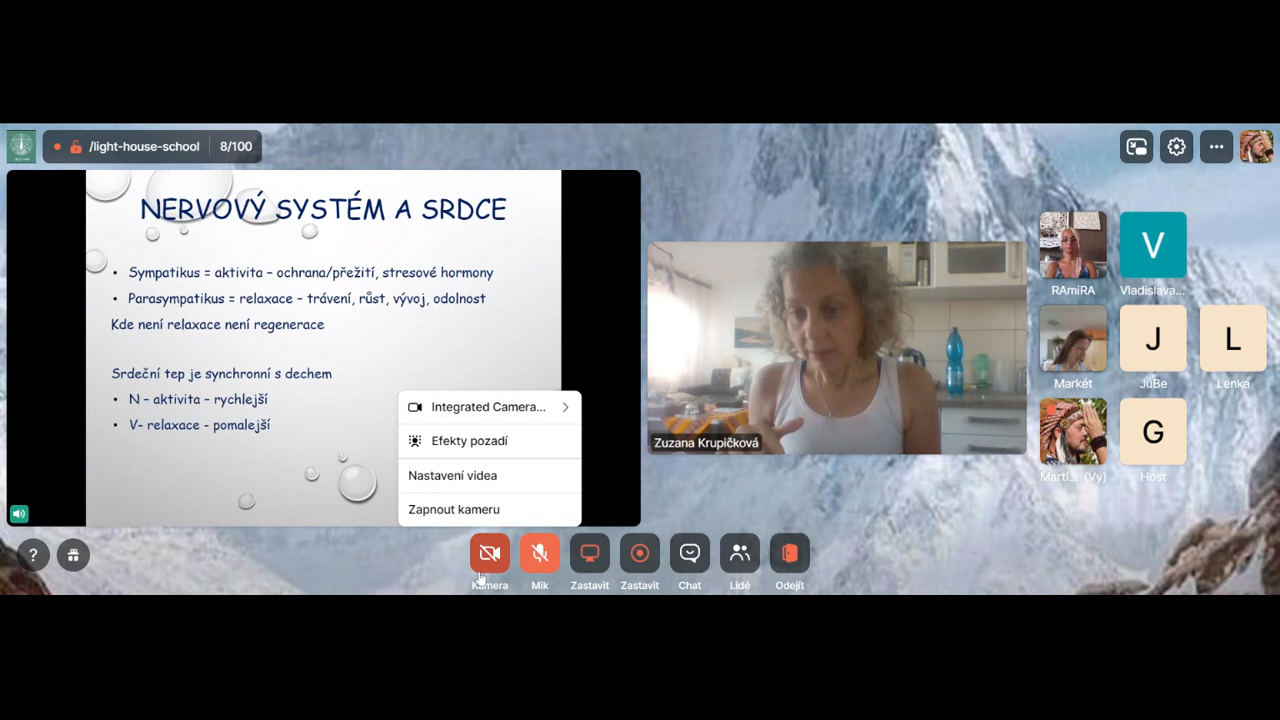 /light-house-school 8/100
NERVOVÝ SYSTÉM A SRDCE
• Sympatikus = aktivita – ochrana/přežití, stresové hormony
• Parasympatikus = relaxace – trávení, růst, vývoj, odolnost
Kde není relaxace není regenerace
Srdeční tep je synchronní s dechem
• N – aktivita – rychlejší
• V- relaxace - pomalejší
Integrated Camera...
Efekty pozadí
Nastavení videa
Zapnout kameru
Zuzana Krupičková
RAmiRA
V
Vladislava...
Markét
J
JuBe
L
Lenka
Marti... (Vy)
G
Host
?
Kamera
Mik
Zastavit
Zastavit
Chat
Lidé
Odejít